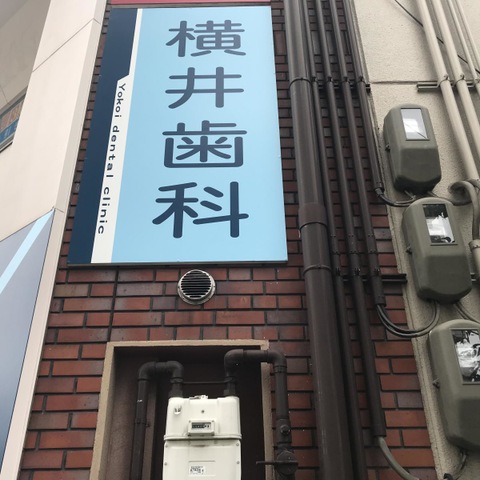 横井歯科
Yokoi dental clinic